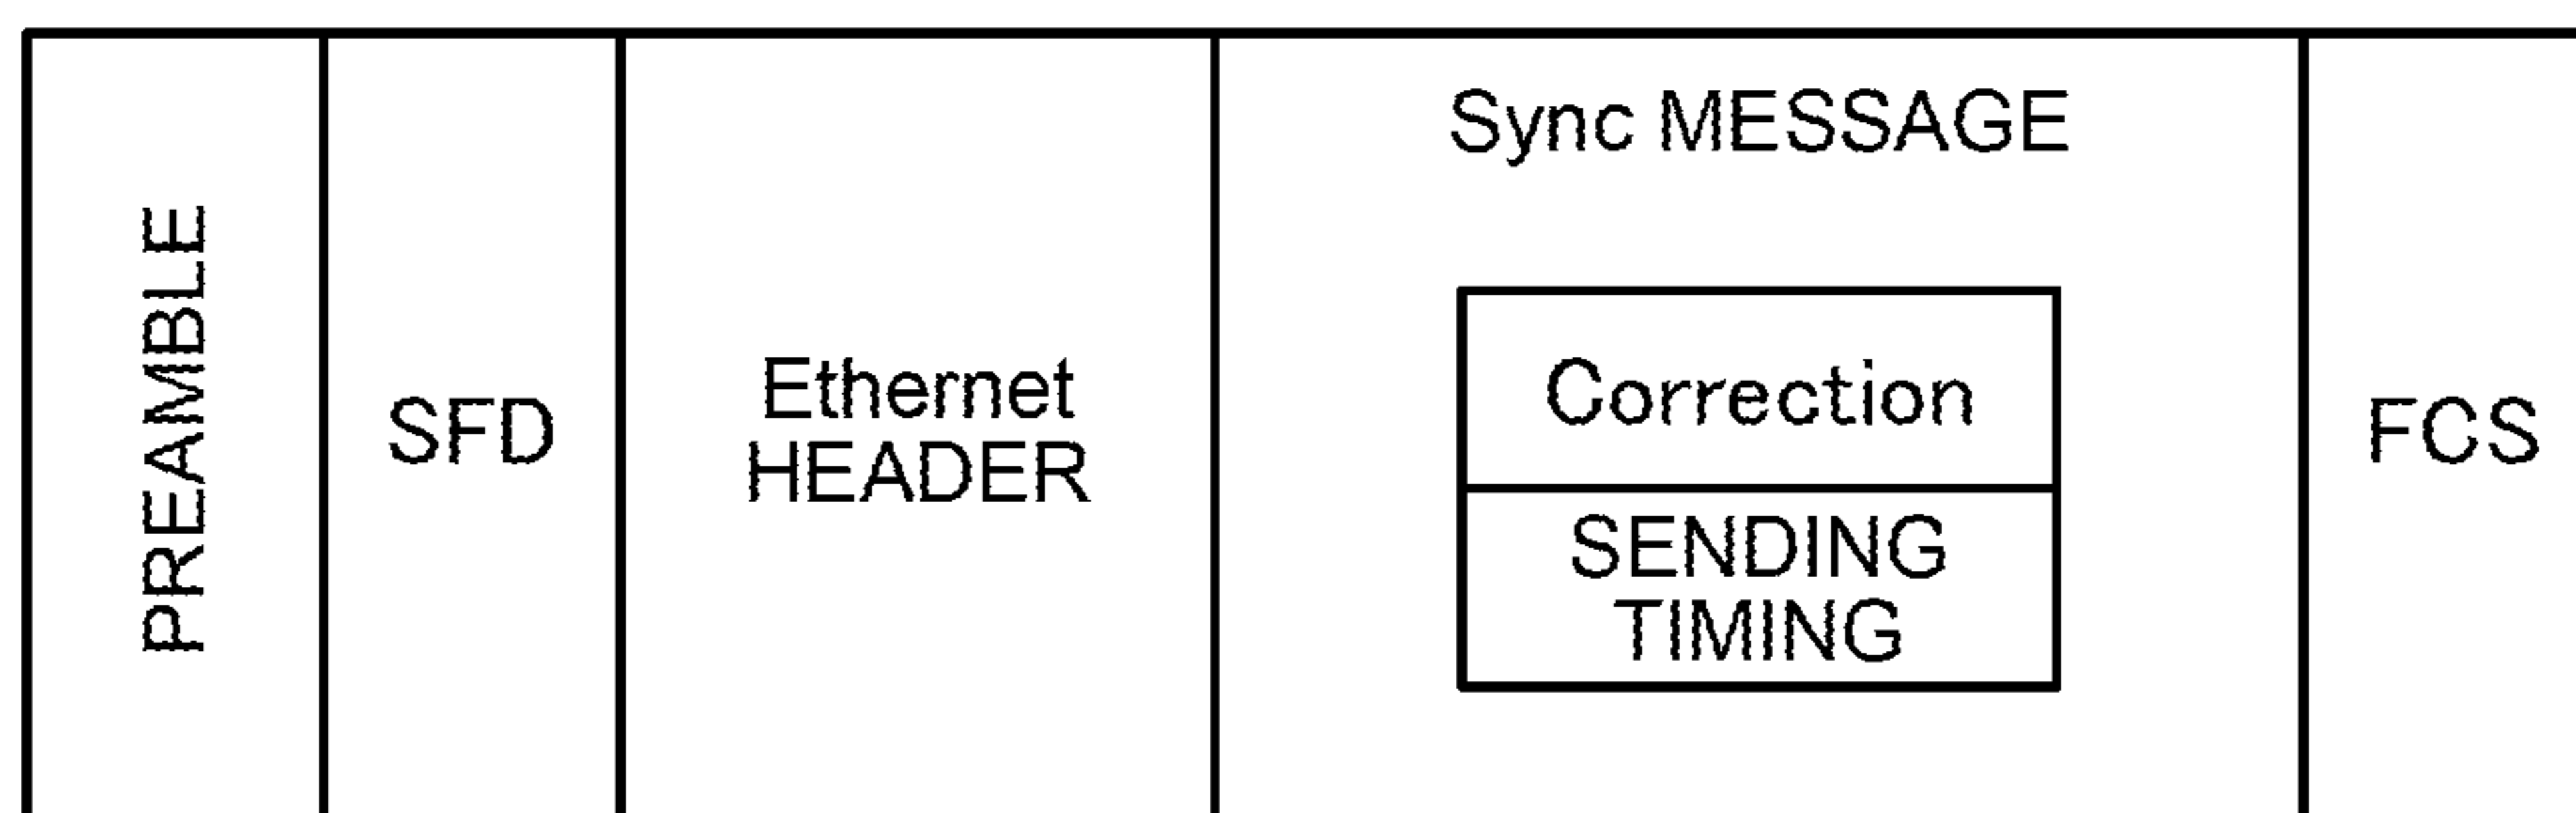 PREAMBLE
SFD
Ethernet
HEADER
Sync MESSAGE
Correction
SENDING
TIMING
FCS